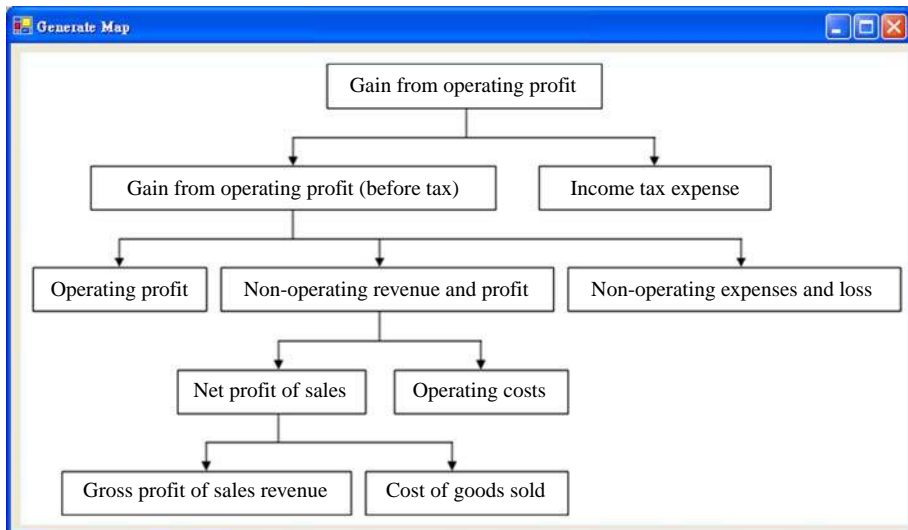 Generate Map
Gain from operating profit
Gain from operating profit (before tax)
Income tax expense
Operating profit
Non-operating revenue and profit
Non-operating expenses and loss
Net profit of sales
Operating costs
Gross profit of sales revenue
Cost of goods sold